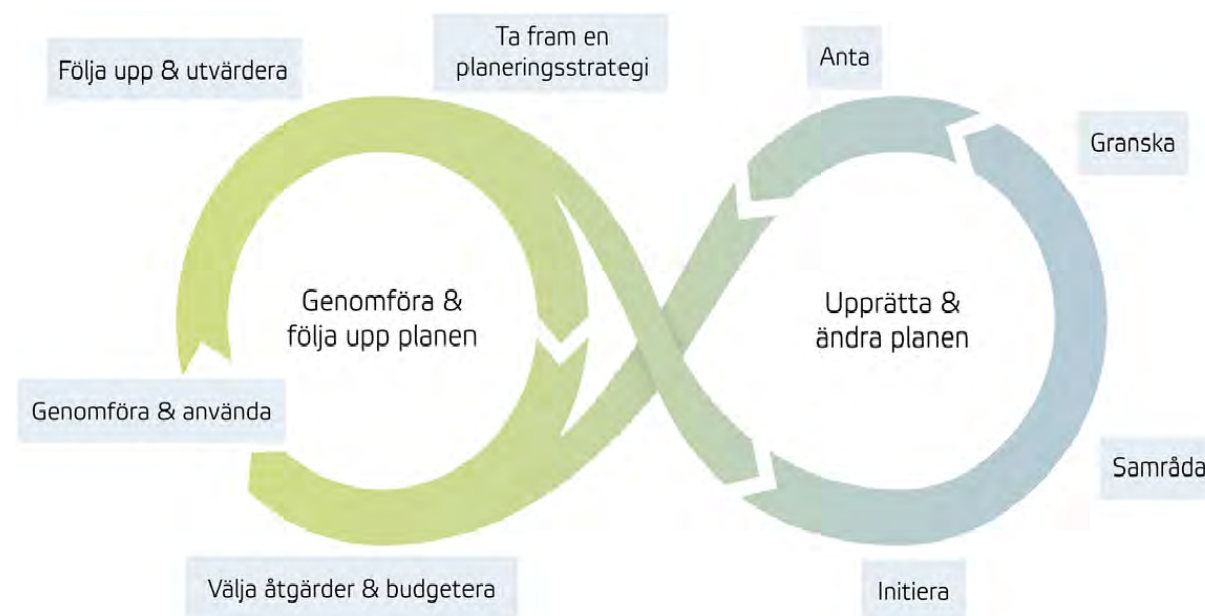 Följa upp & utvärdera
Ta fram en
planeringsstrategi
Anta
Granska
Genomföra &
följa upp planen
Upprätta &
ändra planen
Genomföra & använda
Samråda
Välja åtgärder & budgetera
Initiera